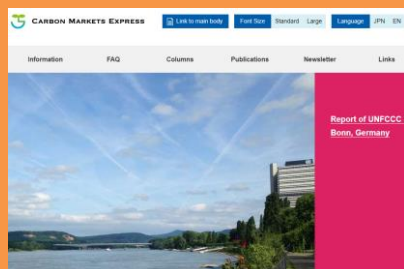 CARBON MARKETS EXPRESS
Link to main body
Font Size Standard Large
Language JPN EN
Information FAQ Columns Publications Newsletter Links
Report of UNFCCC
Bonn, Germany